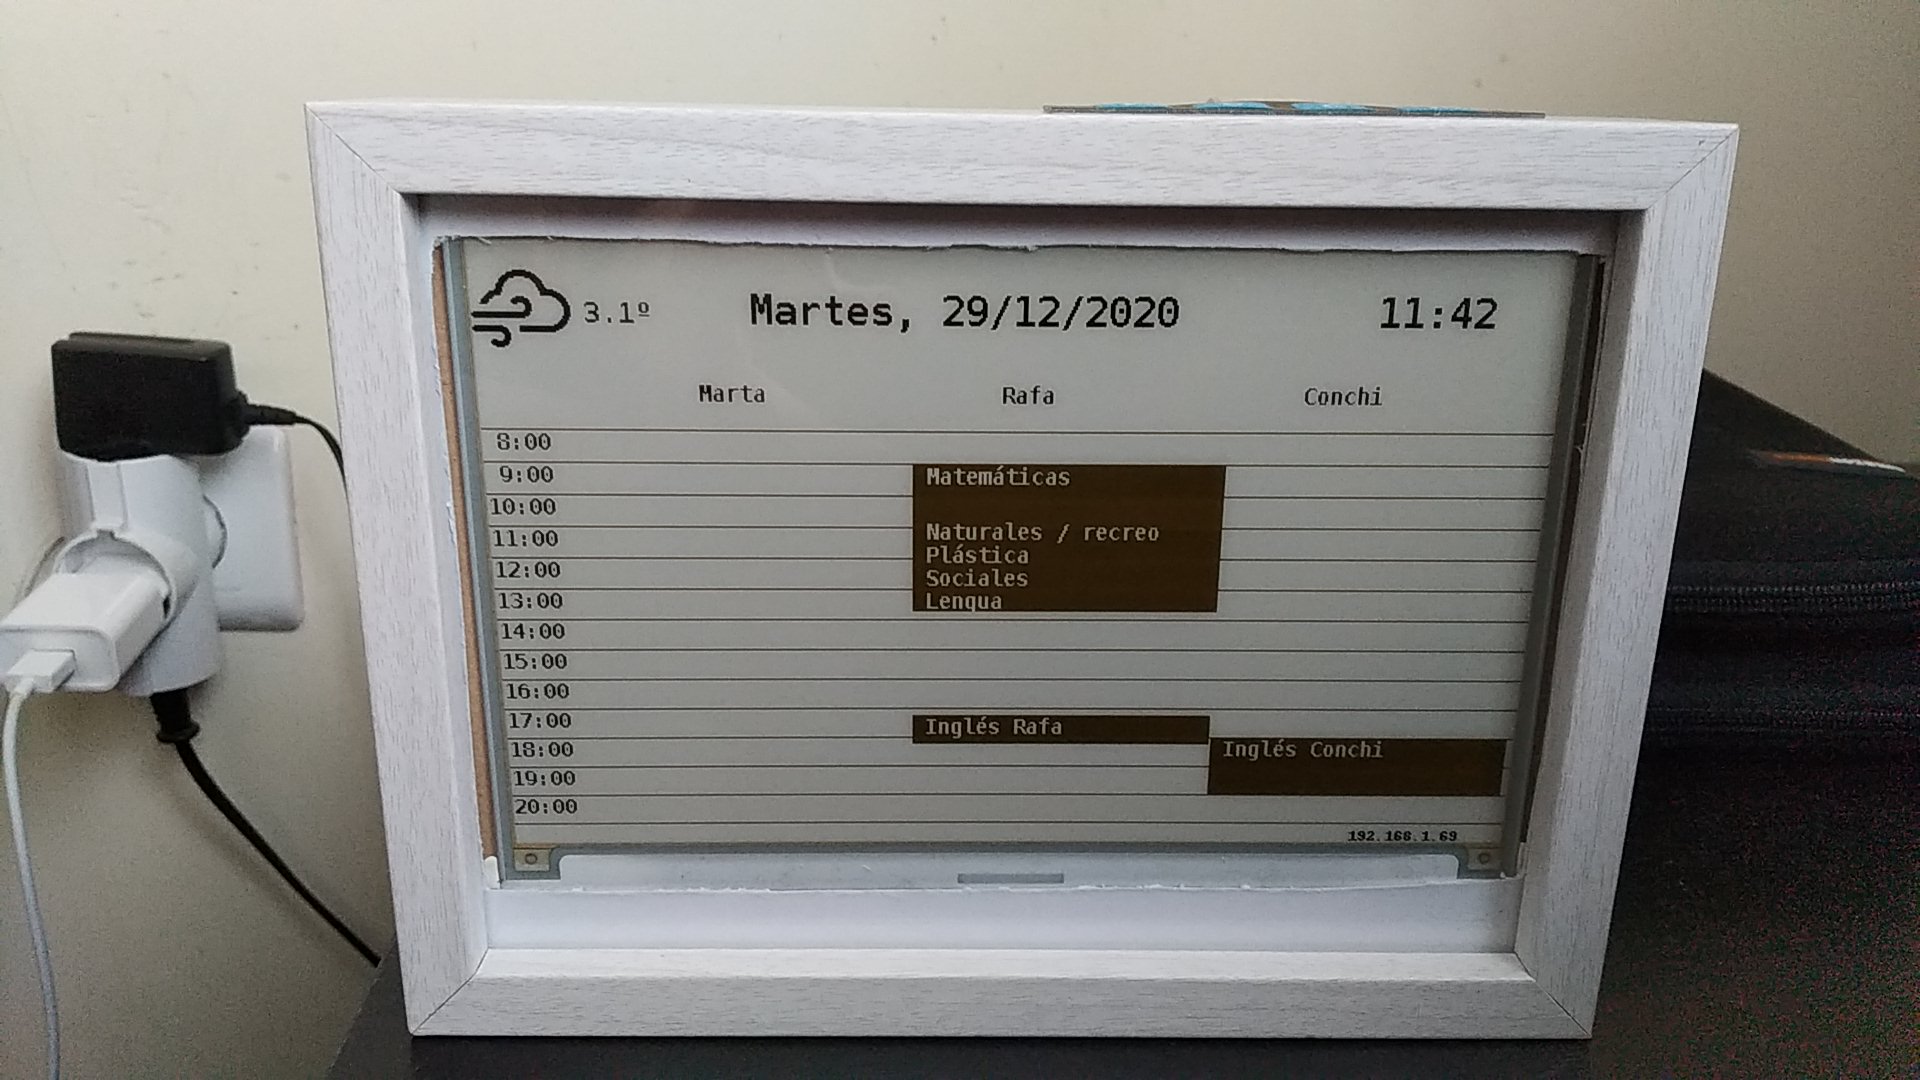 3.1º Martes, 29/12/2020 11:42
Marta Rafa Conchi
8:00
9:00 Matemáticas
10:00
11:00 Naturales / recreo
Plástica
12:00 Sociales
13:00 Lengua
14:00
15:00
16:00
17:00 Inglés Rafa
18:00 Inglés Conchi
19:00
20:00
192.168.1.69